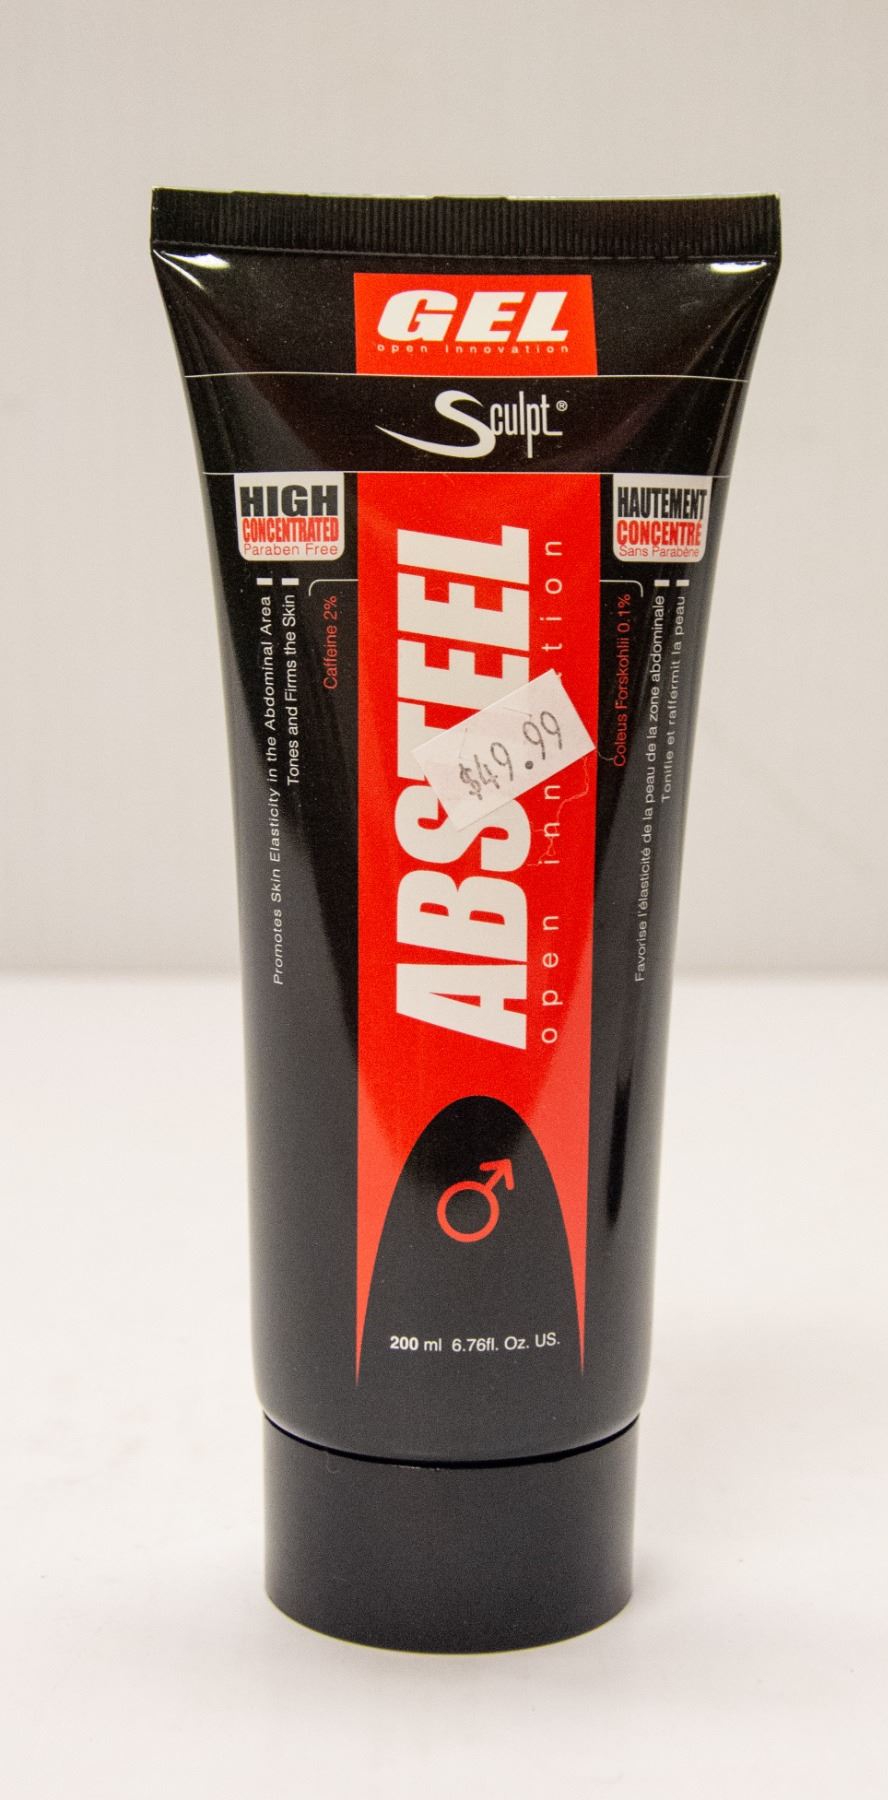 GEL
open innovation
Sculpt®
HIGH
CONCENTRATED
Paraben Free
HAUTEMENT
CONCENTRÉ
Sans Parabène
Promotes Skin Elasticity in the Abdominal Area
Tones and Firms the Skin
Caffeine 2%
ABSTEEL
open innovation
$49.99
Coleus Forskohlii 0,1%
Favorise l'élasticité de la peau de la zone abdominale
Tonifie et raffermit la peau
200 ml 6.76fl. Oz. US.